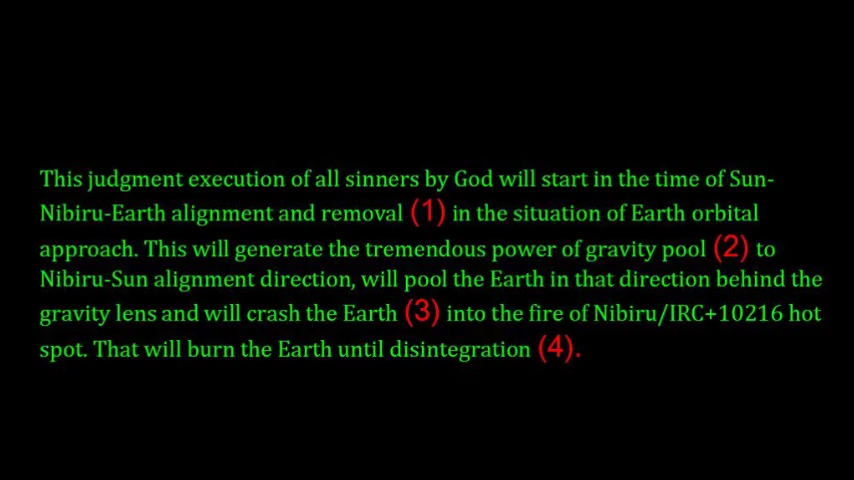 This judgment execution of all sinners by God will start in the time of Sun-
Nibiru-Earth alignment and removal (1) in the situation of Earth orbital
approach. This will generate the tremendous power of gravity pool (2) to
Nibiru-Sun alignment direction, will pool the Earth in that direction behind the
gravity lens and will crash the Earth (3) into the fire of Nibiru/IRC+10216 hot
spot. That will burn the Earth until disintegration (4).